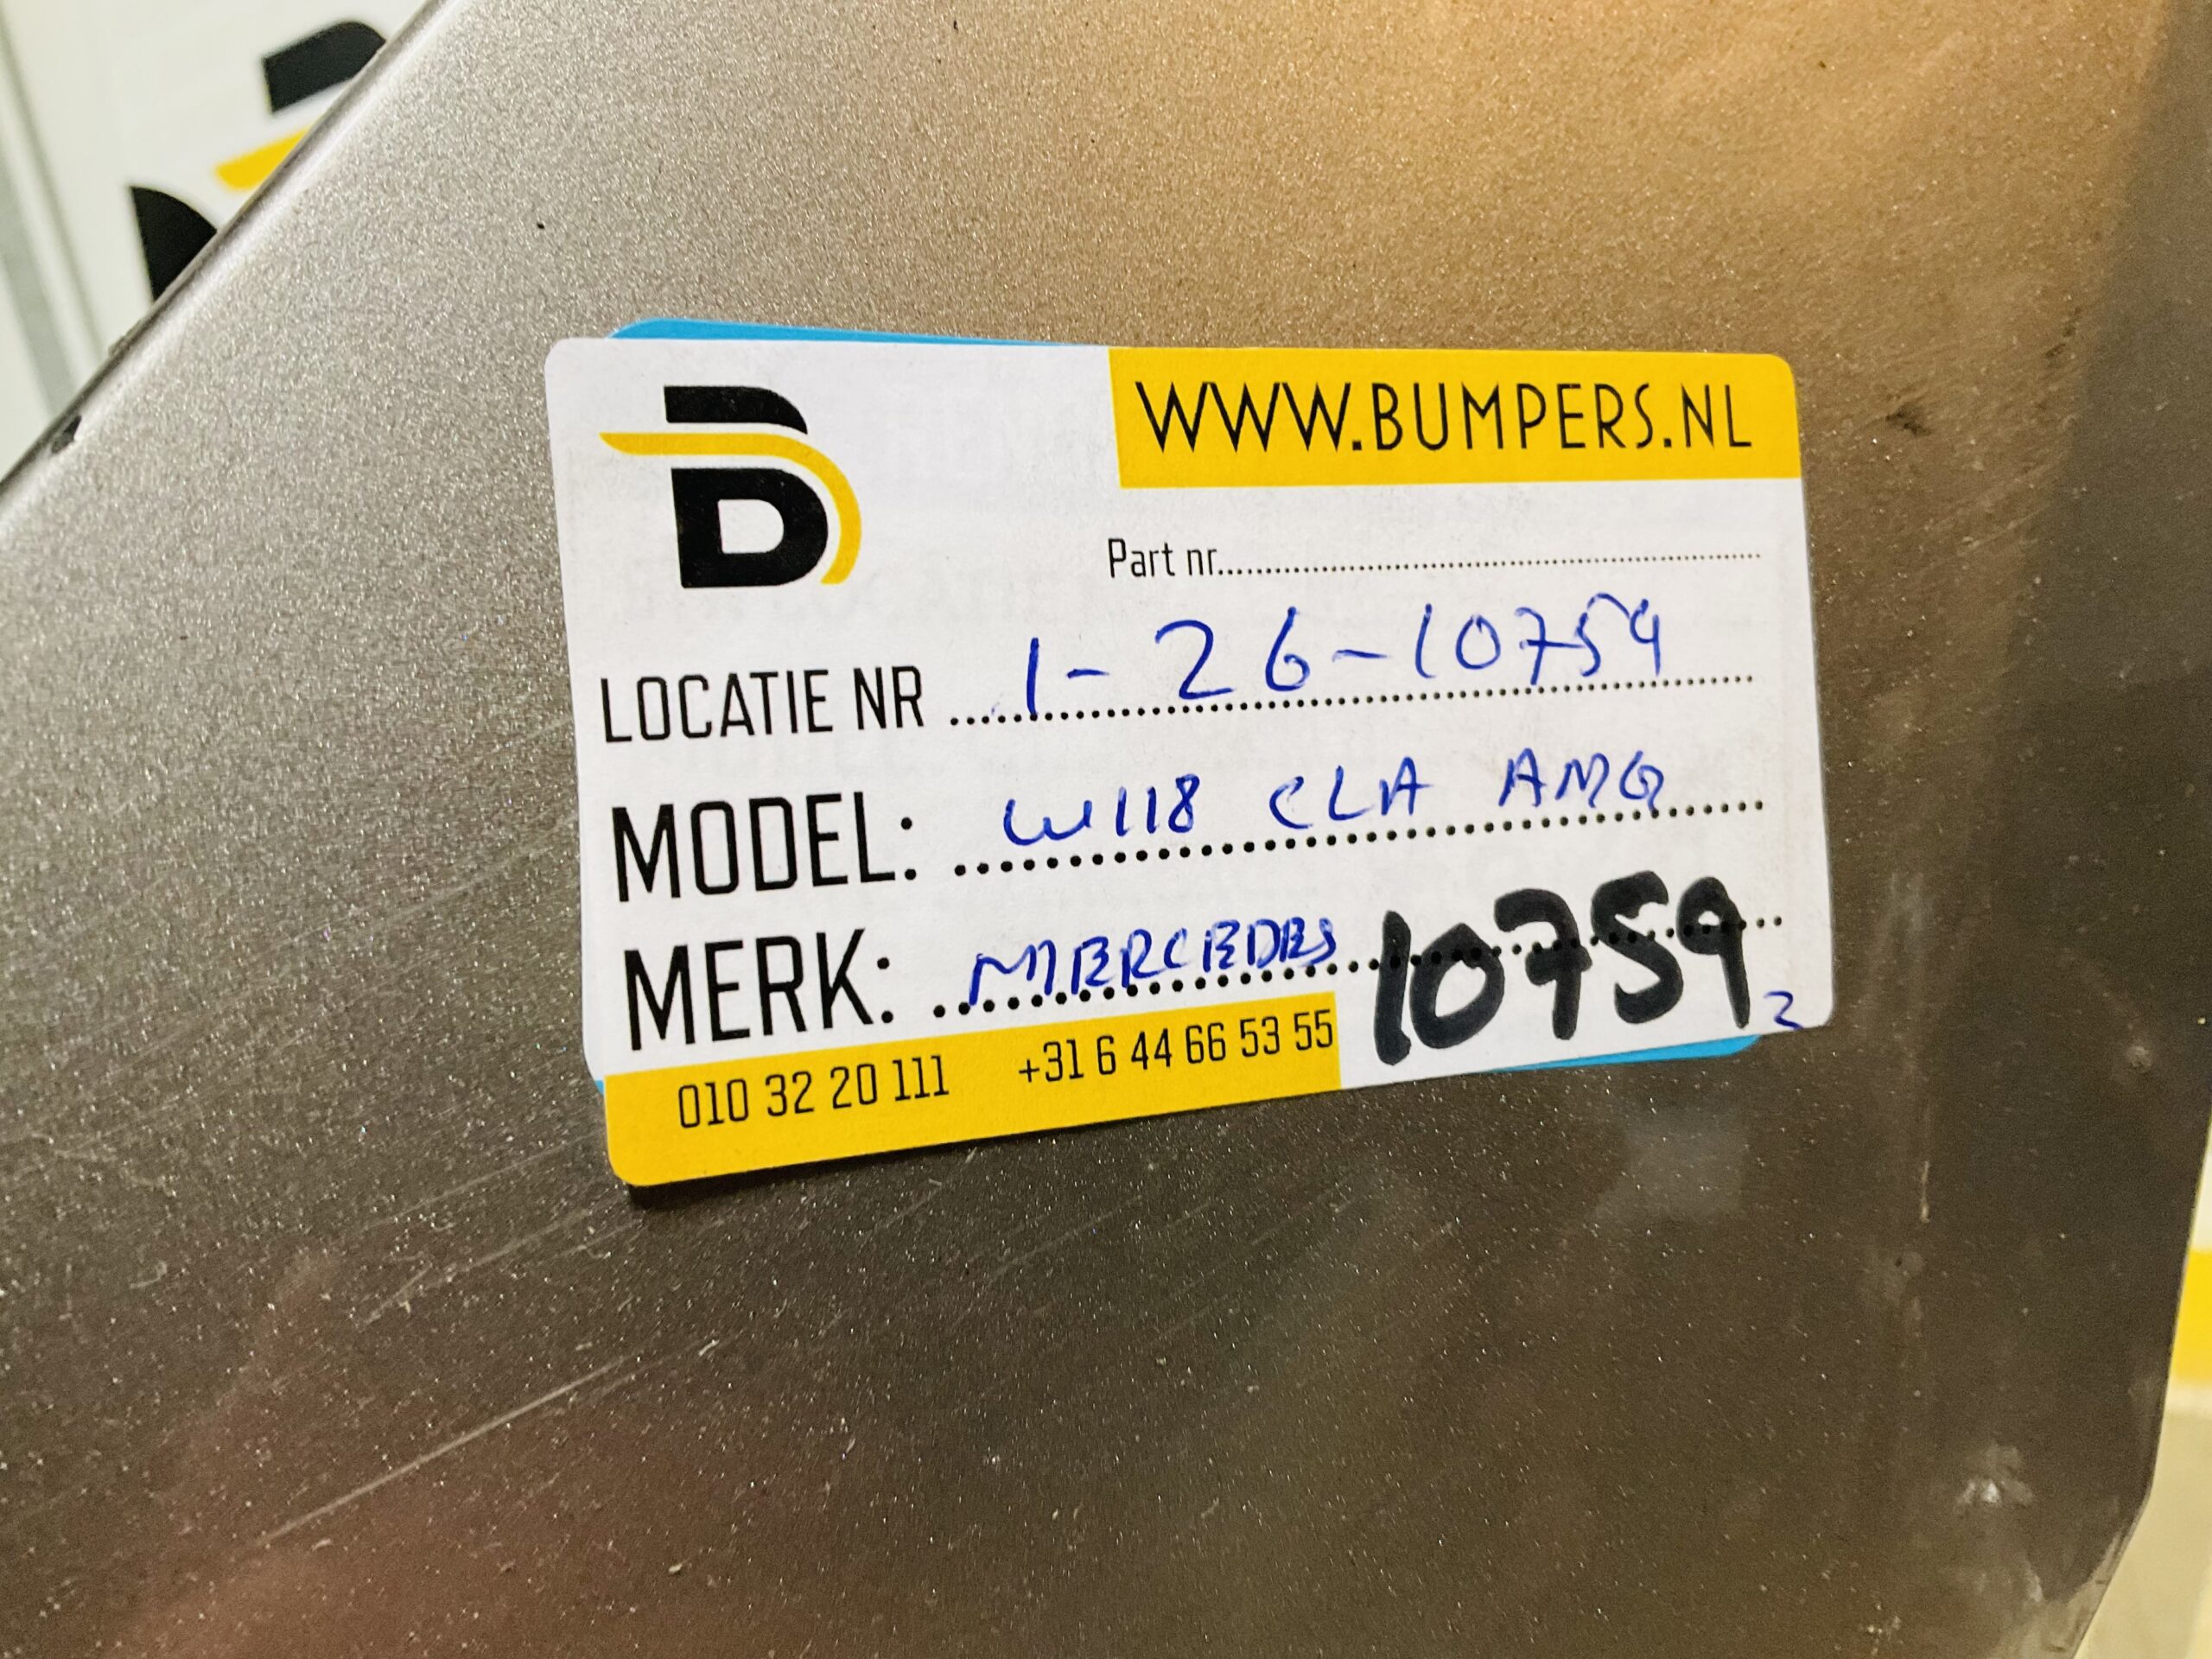 WWW.BUMPERS.NL
Part nr.
LOCATIE NR 1-26-10759
MODEL: W118 CLA AMG
MERK: MERCEDES 10759 2
010 32 20 111 +31 6 44 66 53 55